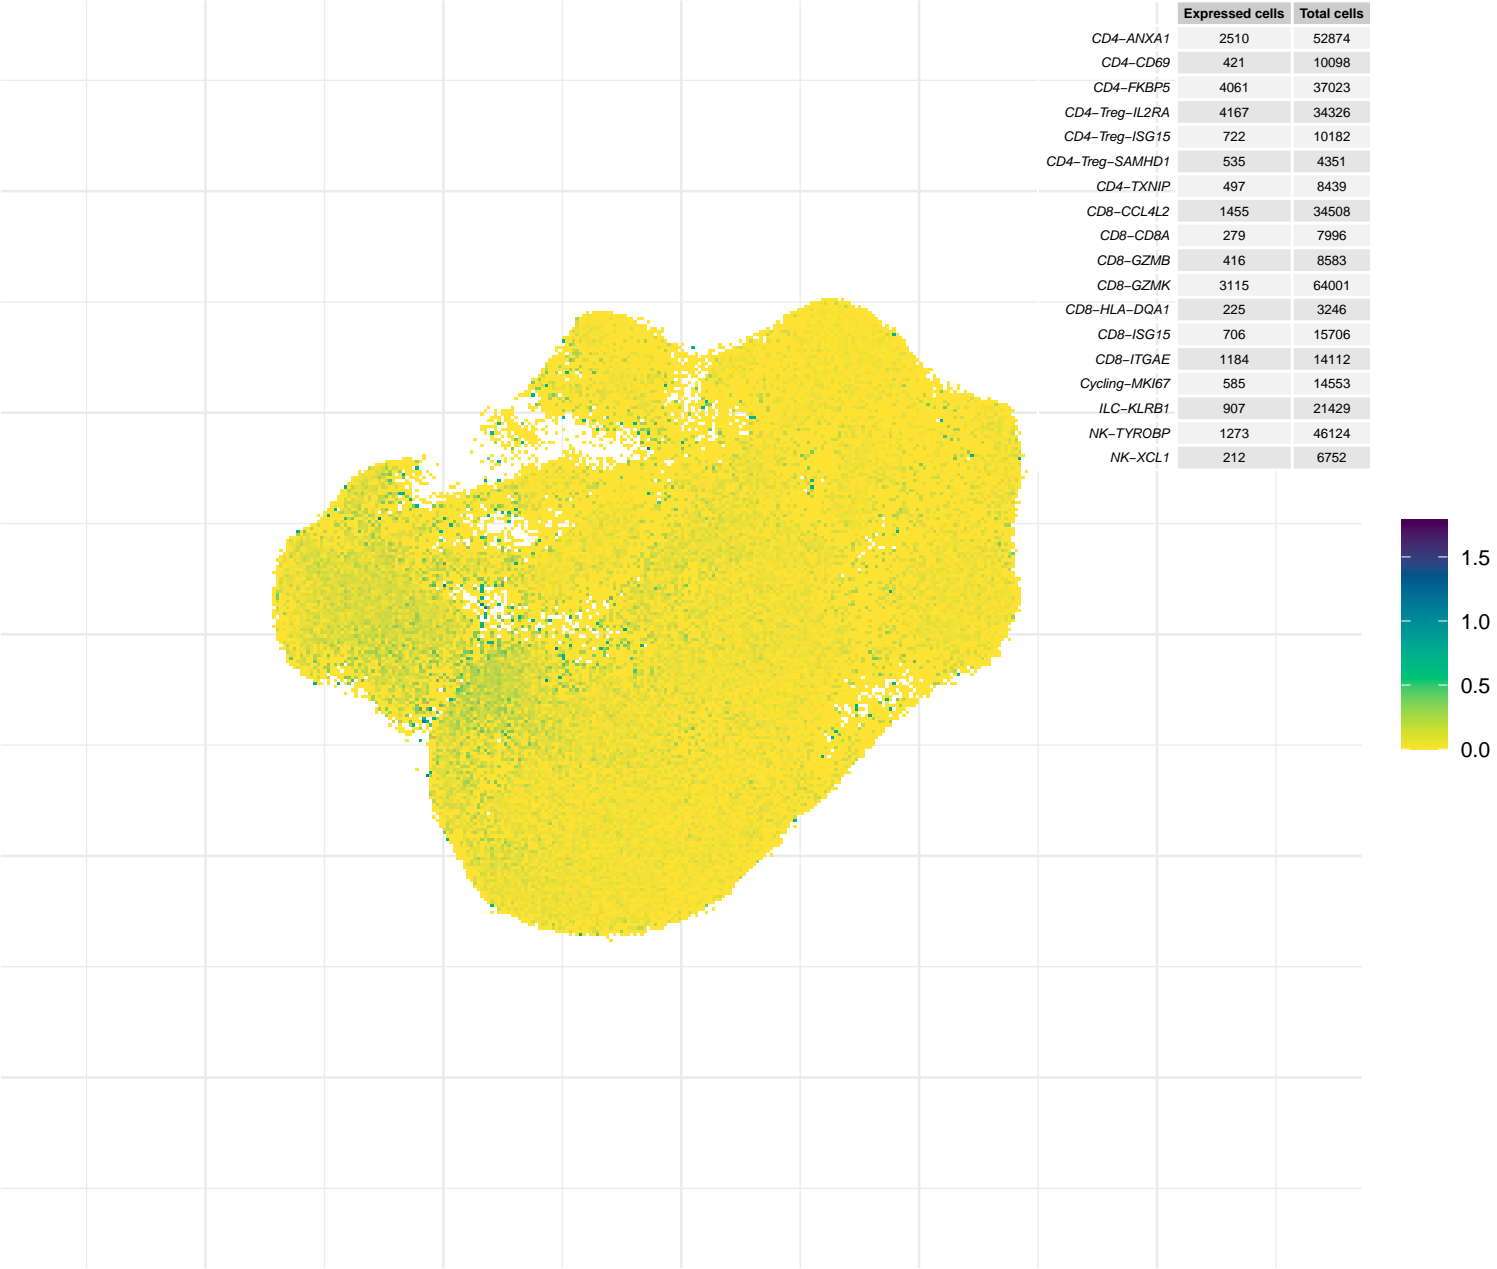 Expressed cells Total cells
CD4−ANXA1 2510 52874
CD4−CD69 421 10098
CD4−FKBP5 4061 37023
CD4−Treg−IL2RA 4167 34326
CD4−Treg−ISG15 722 10182
CD4−Treg−SAMHD1 535 4351
CD4−TXNIP 497 8439
CD8−CCL4L2 1455 34508
CD8−CD8A 279 7996
CD8−GZMB 416 8583
CD8−GZMK 3115 64001
CD8−HLA−DQA1 225 3246
CD8−ISG15 706 15706
CD8−ITGAE 1184 14112
Cycling−MKI67 585 14553
ILC−KLRB1 907 21429
NK−TYROBP 1273 46124
NK−XCL1 212 6752
1.5
1.0
0.5
0.0